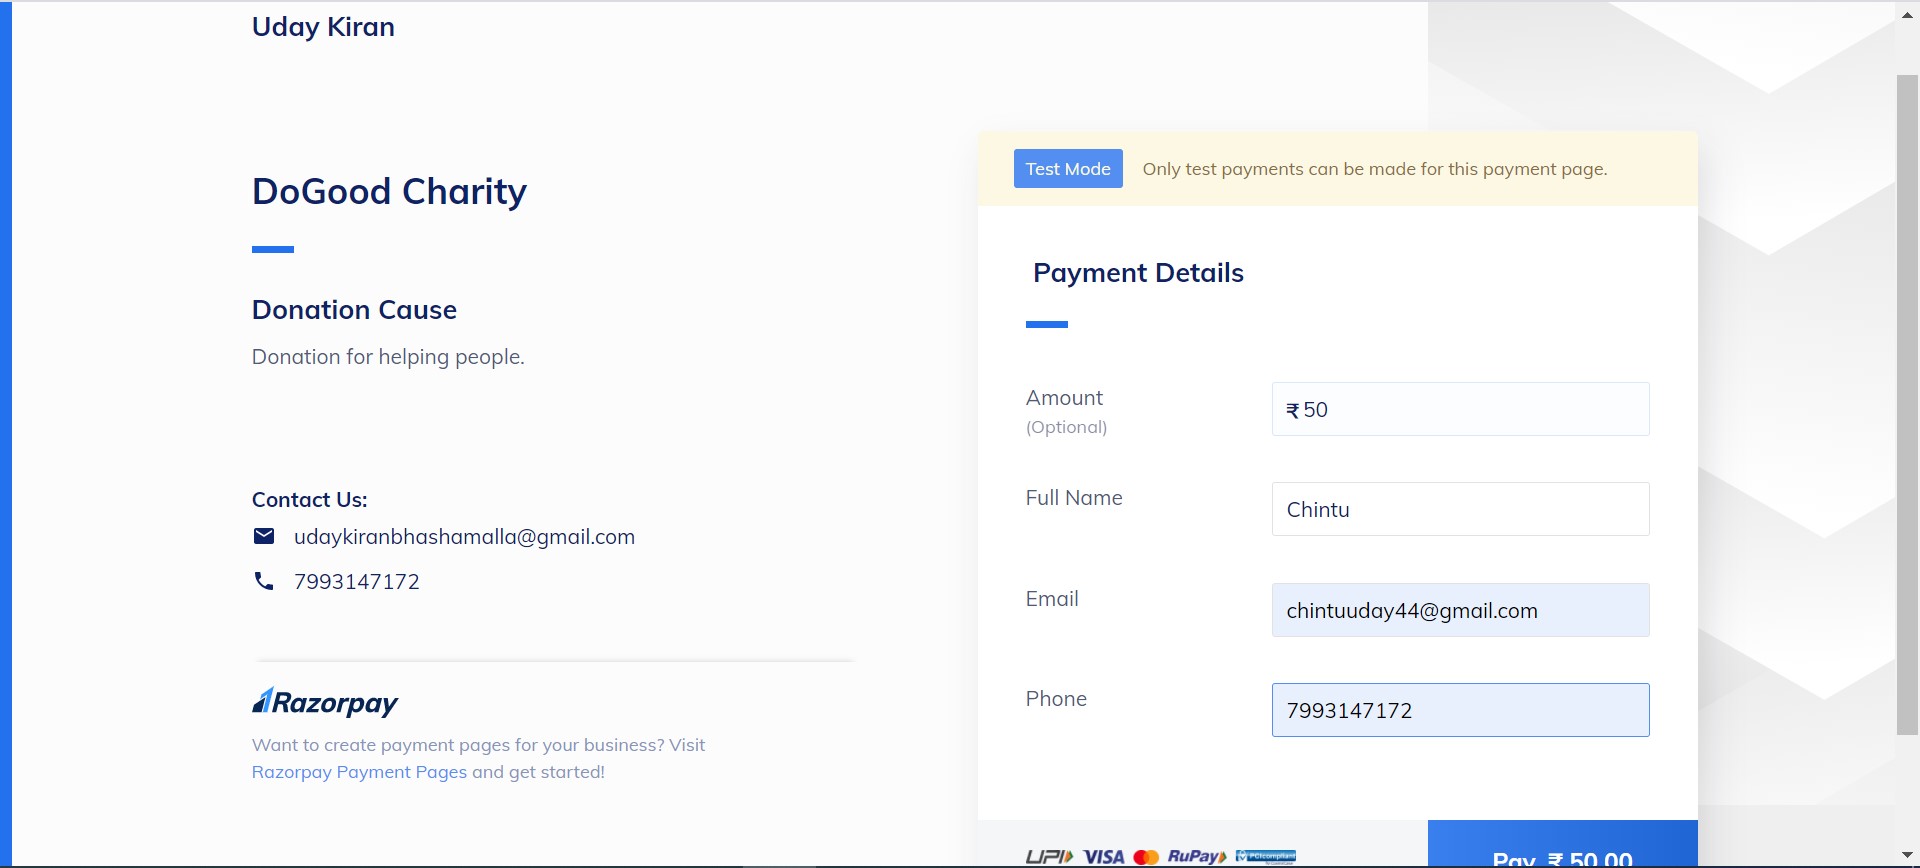 Uday Kiran
DoGood Charity
Donation Cause
Donation for helping people.
Contact Us:
udaykiranbhashamalla@gmail.com
7993147172
Razorpay
Want to create payment pages for your business? Visit
Razorpay Payment Pages and get started!
Test Mode Only test payments can be made for this payment page.
Payment Details
Amount ₹ 50
(Optional)
Full Name Chintu
Email chintuuday44@gmail.com
Phone 7993147172
UPI VISA RuPay PCI compliant
Pay ₹ 50.00